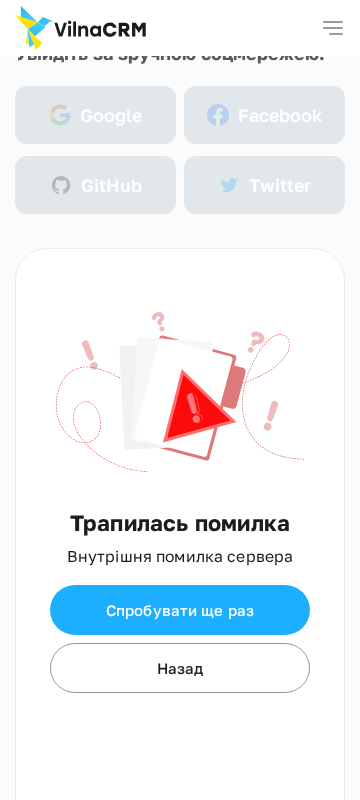 VilnaCRM
Увійдіть за зручною соцмережею:
Google
Facebook
GitHub
Twitter
Трапилась помилка
Внутрішня помилка сервера
Спробувати ще раз
Назад